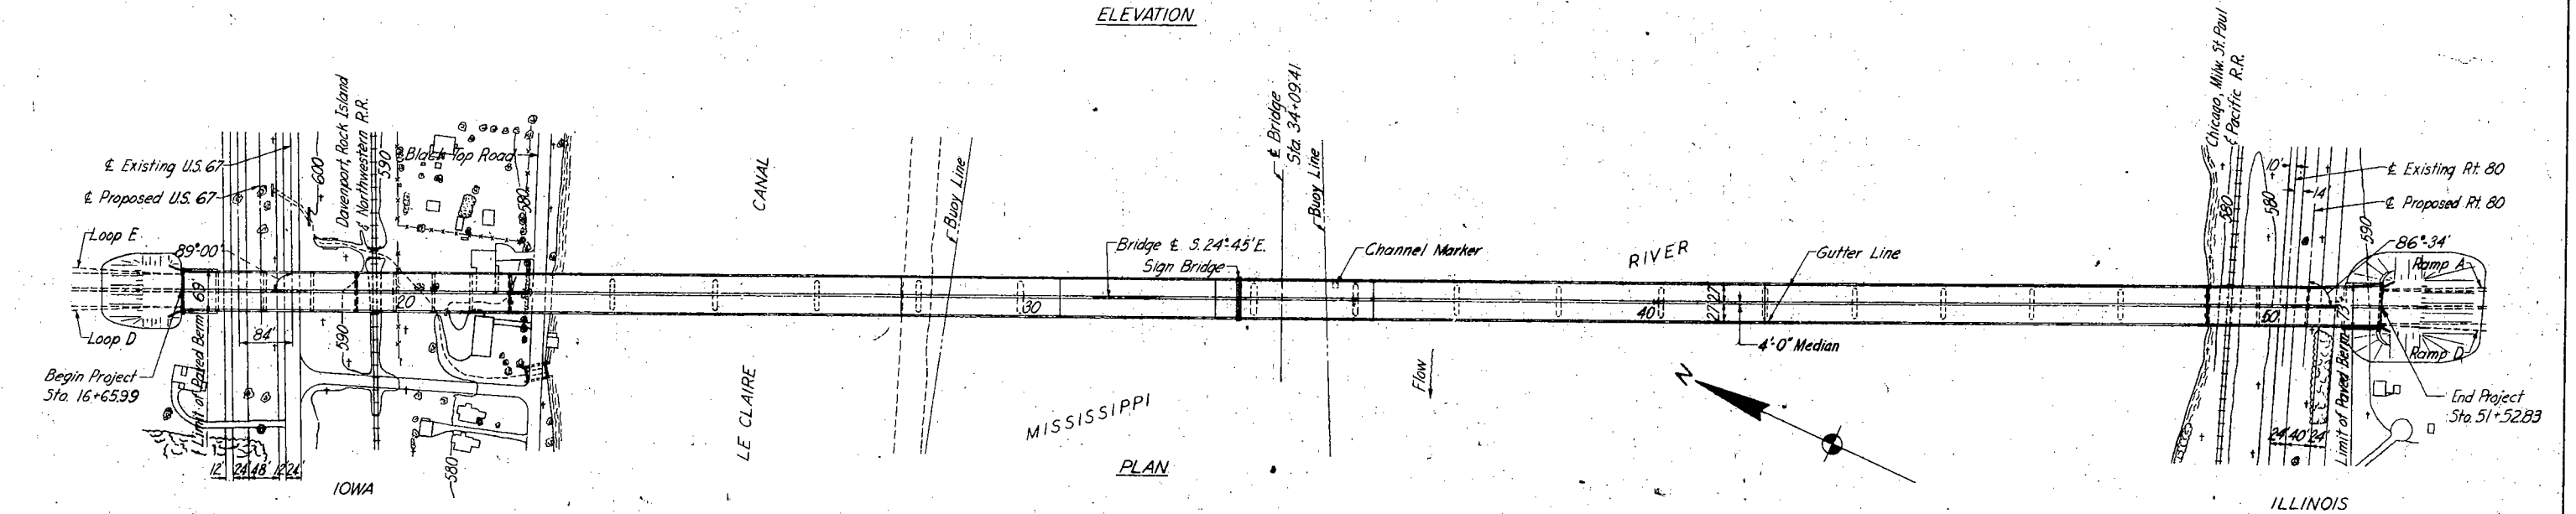 ELEVATION
℄ Existing U.S. 67
℄ Proposed U.S. 67
Loop E
89°00'
Loop D
Begin Project
Sta. 16+65.99
Limit of Paved Berm
69'
84'
12'
24'
48'
12'
24'
IOWA
600
Davenport, Rock Island
& Northwestern R.R.
590
Black Top Road
580
20
590
580
CANAL
LE CLAIRE
Buoy Line
30
MISSISSIPPI
PLAN
Bridge ℄ S. 24°-45' E.
Sign Bridge
℄ Bridge
Sta. 34+09.41
Buoy Line
Channel Marker
Flow
RIVER
40
27'
27'
Gutter Line
4'-0" Median
N
Chicago, Milw. St. Paul
& Pacific R.R.
580
580
10'
14'
℄ Existing Rt. 80
℄ Proposed Rt. 80
590
86°-34'
Ramp A
50
75'
Ramp D
Limit of Paved Berm
24'
40'
24'
End Project
Sta. 51+52.83
ILLINOIS